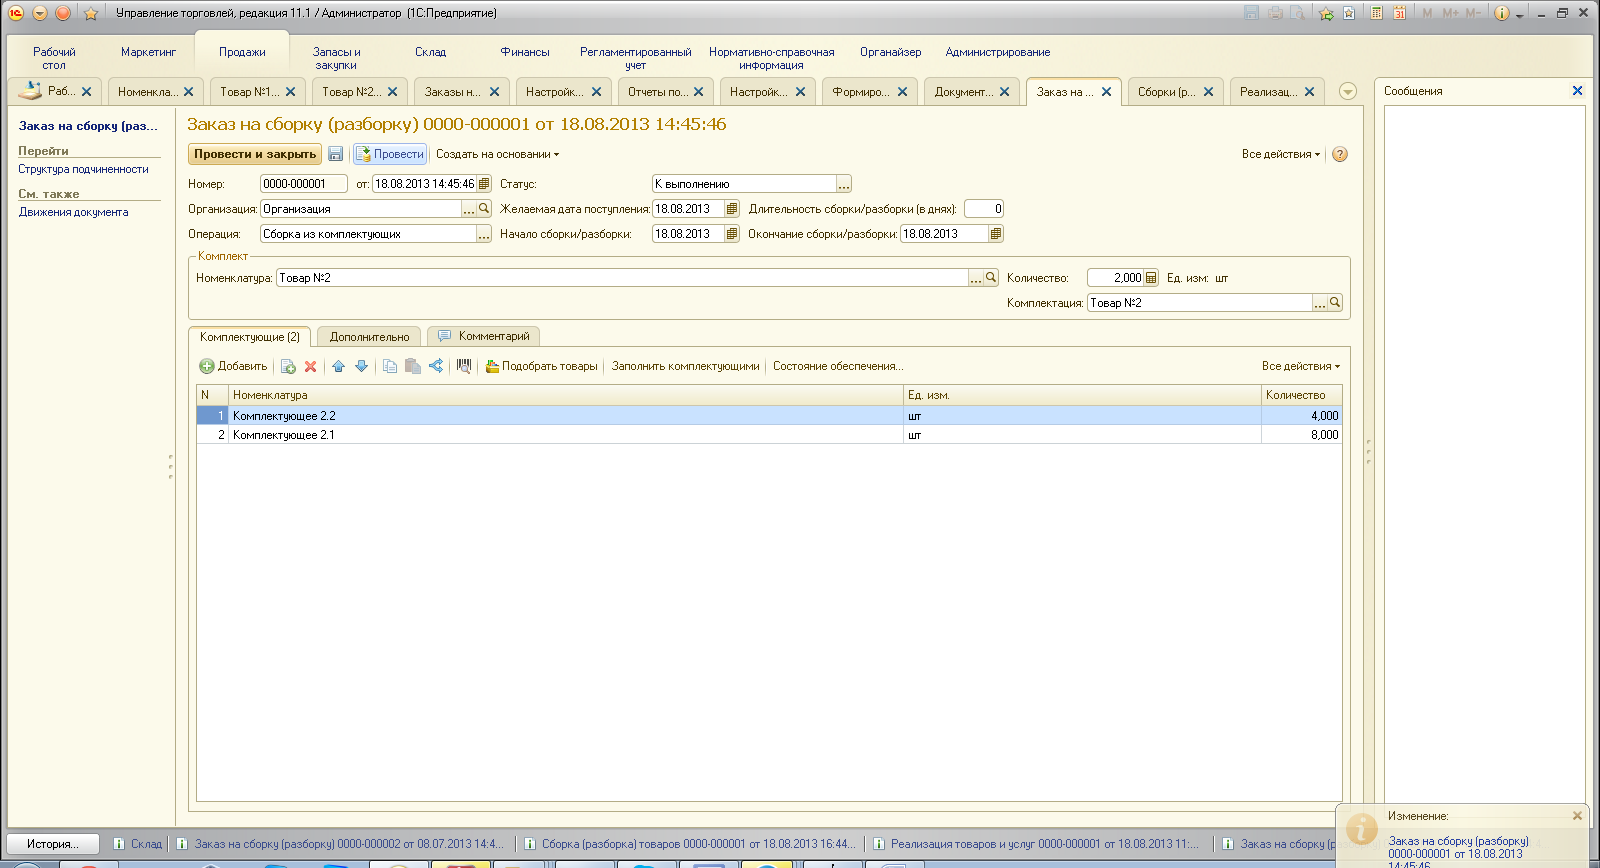 Управление торговлей, редакция 11.1 / Администратор (1С:Предприятие)
M M+ M-
Рабочий стол
Маркетинг
Продажи
Запасы и закупки
Склад
Финансы
Регламентированный учет
Нормативно-справочная информация
Органайзер
Администрирование
Раб...
Номенкла...
Товар №1...
Товар №2...
Заказы н...
Настройк...
Отчеты по...
Настройк...
Формиро...
Документ...
Заказ на ...
Сборки (р...
Реализац...
Сообщения
Заказ на сборку (раз...
Перейти
Структура подчиненности
См. также
Движения документа
Заказ на сборку (разборку) 0000-000001 от 18.08.2013 14:45:46
Провести и закрыть
Провести
Создать на основании
Все действия
Номер: 0000-000001 от: 18.08.2013 14:45:46 Статус: К выполнению
Организация: Организация Желаемая дата поступления: 18.08.2013 Длительность сборки/разборки (в днях): 0
Операция: Сборка из комплектующих Начало сборки/разборки: 18.08.2013 Окончание сборки/разборки: 18.08.2013
Комплект
Номенклатура: Товар №2 Количество: 2,000 Ед. изм: шт
Комплектация: Товар №2
Комплектующие (2)
Дополнительно
Комментарий
Добавить
Подобрать товары
Заполнить комплектующими
Состояние обеспечения...
Все действия
N Номенклатура Ед. изм. Количество
1 Комплектующее 2.2 шт 4,000
2 Комплектующее 2.1 шт 8,000
История...
Склад
Заказ на сборку (разборку) 0000-000002 от 08.07.2013 14:4...
Сборка (разборка) товаров 0000-000001 от 18.08.2013 16:44...
Реализация товаров и услуг 0000-000001 от 18.08.2013 11:...
Заказ на сборку (р
Изменение:
Заказ на сборку (разборку)
0000-000001 от 18.08.2013
14:45:46